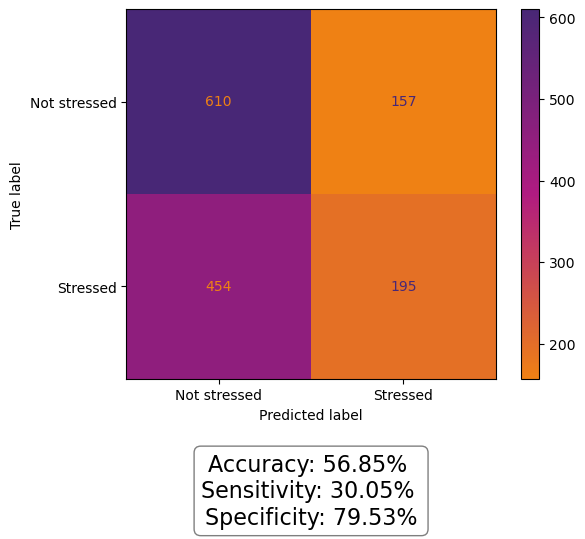 600
Not stressed
610
157
500
True label
400
300
Stressed
454
195
200
Not stressed
Stressed
Predicted label
Accuracy: 56.85%
Sensitivity: 30.05%
Specificity: 79.53%